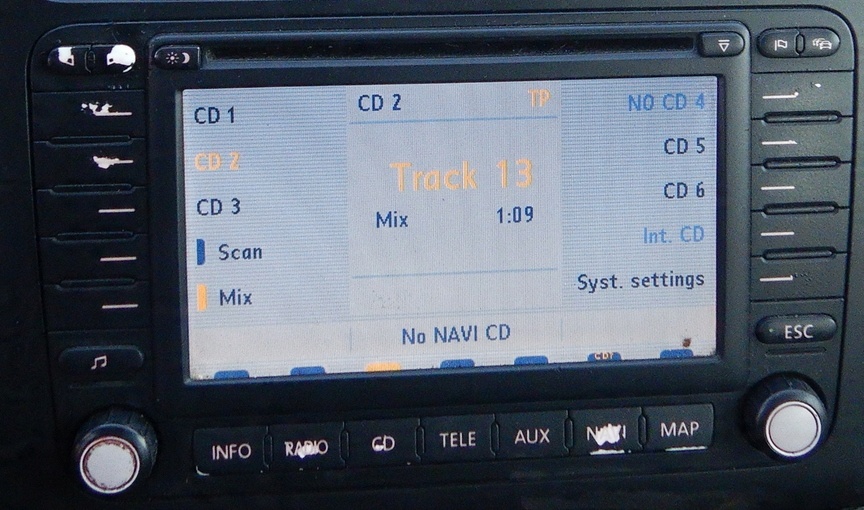 CD 1
CD 2
CD 3
Scan
Mix
CD 2 TP
Track 13
Mix 1:09
NO CD 4
CD 5
CD 6
Int. CD
Syst. settings
No NAVI CD
ESC
INFO
RADIO
CD
TELE
AUX
NAVI
MAP